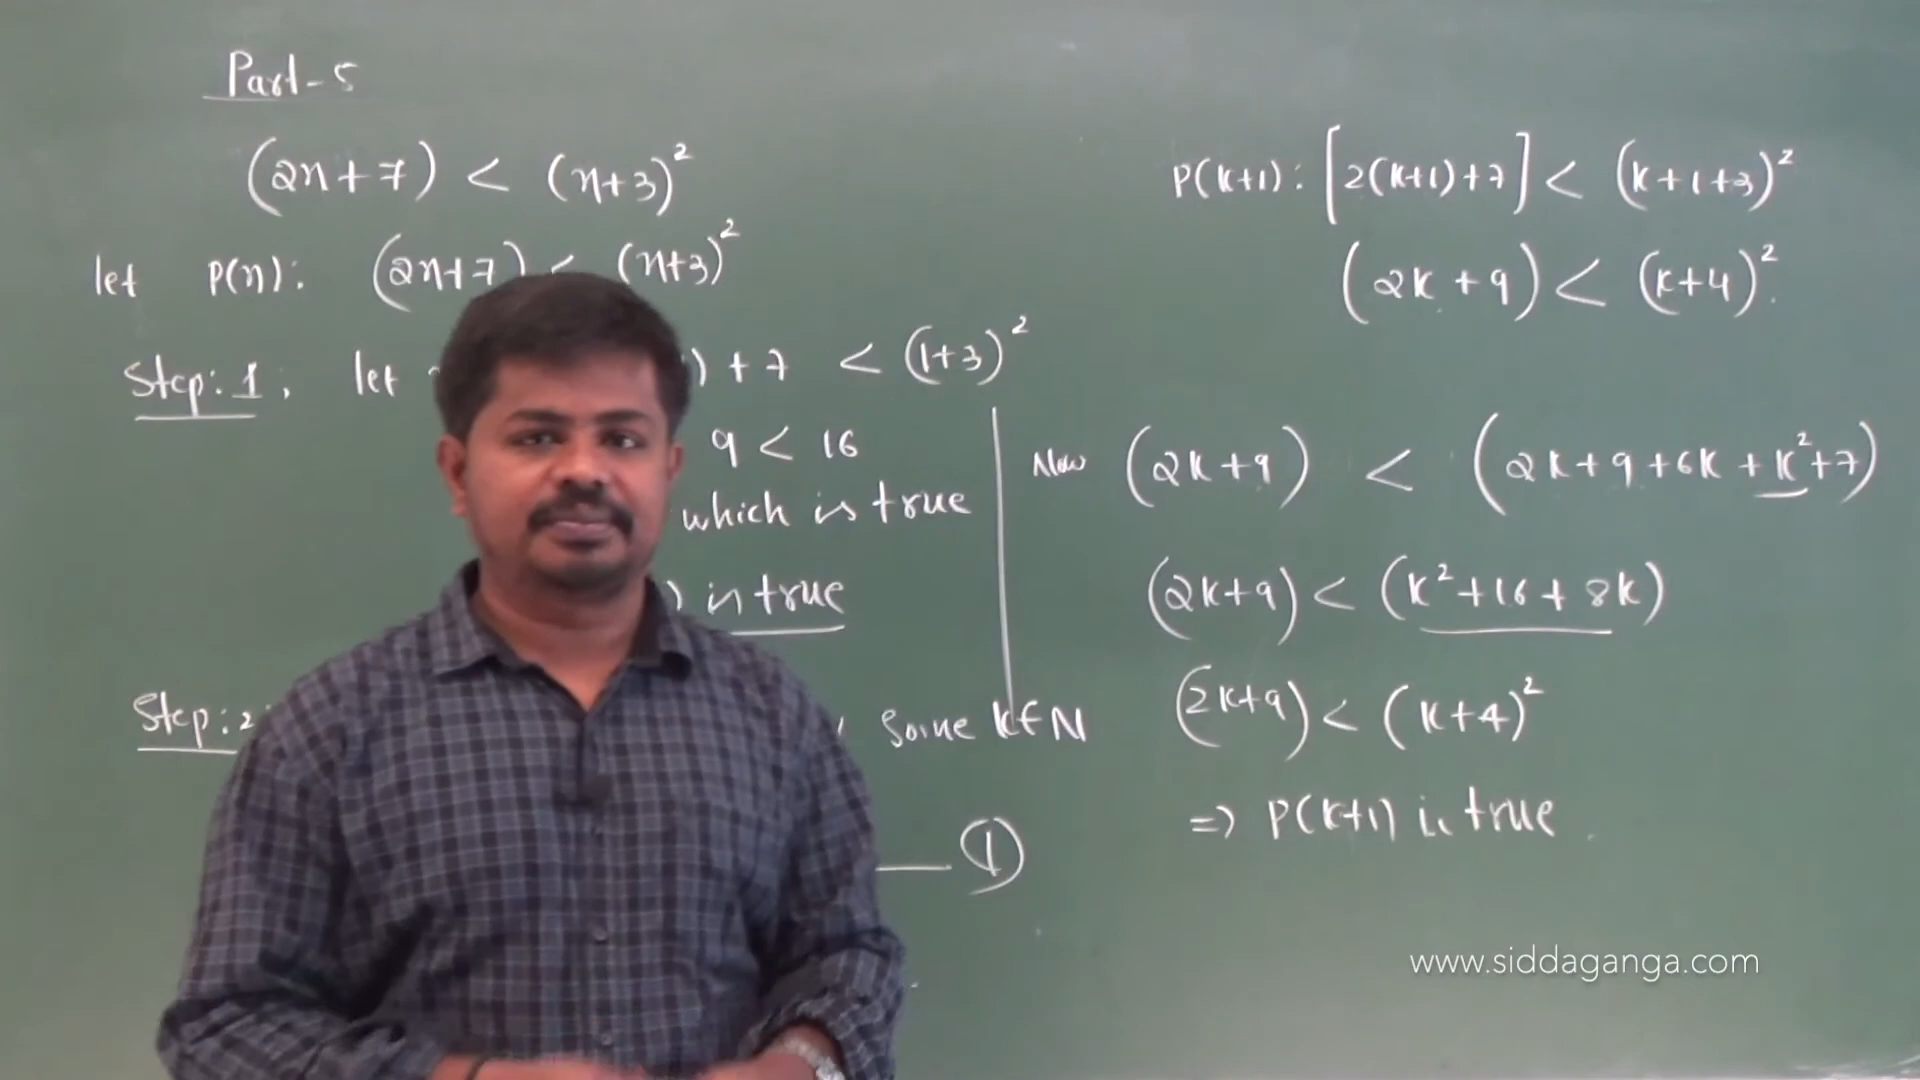 Part-5
(2n+7) < (n+3)²
let P(n): (2n+7) < (n+3)²
Step:1, let ) + 7 < (1+3)²
9 < 16
which is true
) is true
Step:2 Some k∈N
①
P(k+1): [2(k+1)+7] < (k+1+3)²
(2k+9) < (k+4)².
Now (2k+9) < (2k+9+6k+k²+7)
(2k+9) < (k²+16+8k)
(2k+9) < (k+4)²
=> P(k+1) is true
www.siddaganga.com